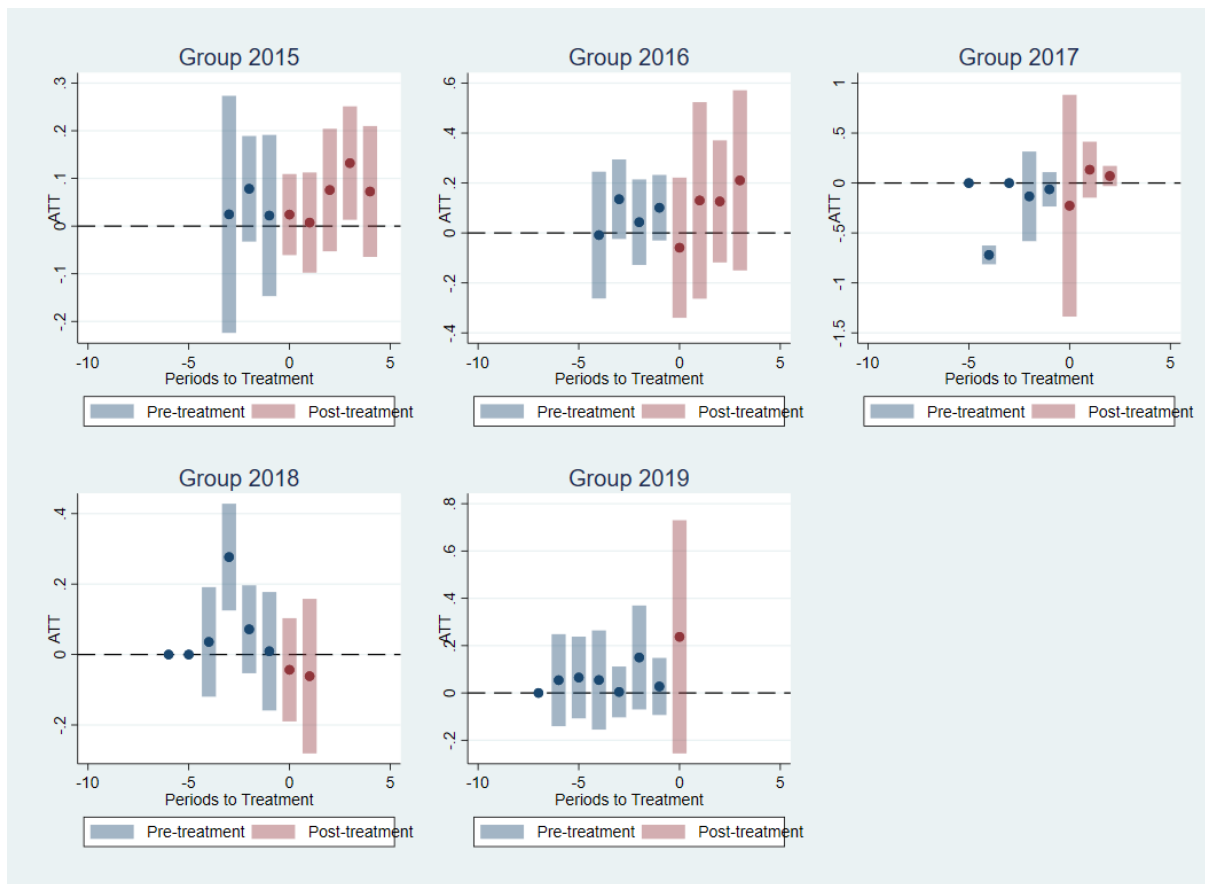 Group 2015
ATT
.3
.2
.1
0
-.1
-.2
-10 -5 0 5
Periods to Treatment
Pre-treatment Post-treatment
Group 2016
ATT
.6
.4
.2
0
-.2
-.4
-10 -5 0 5
Periods to Treatment
Pre-treatment Post-treatment
Group 2017
ATT
1
.5
0
-.5
-1
-1.5
-10 -5 0 5
Periods to Treatment
Pre-treatment Post-treatment
Group 2018
ATT
.4
.2
0
-.2
-10 -5 0 5
Periods to Treatment
Pre-treatment Post-treatment
Group 2019
ATT
.8
.6
.4
.2
0
-.2
-10 -5 0 5
Periods to Treatment
Pre-treatment Post-treatment